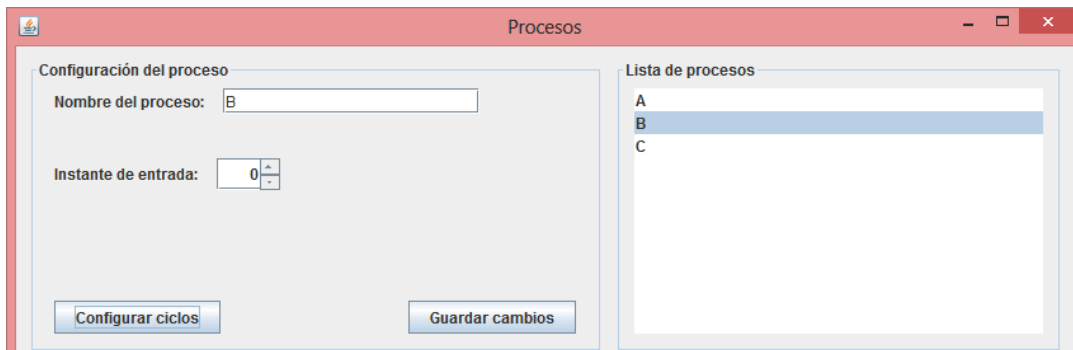 Procesos
Configuración del proceso
Nombre del proceso: B
Instante de entrada: 0
Configurar ciclos
Guardar cambios
Lista de procesos
A
B
C